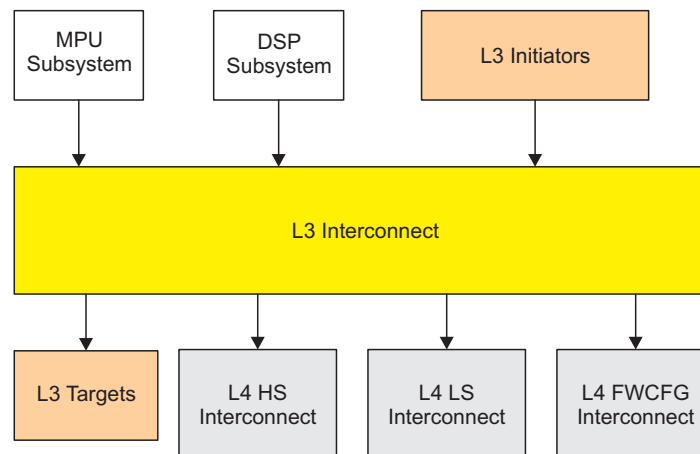 MPU
Subsystem
DSP
Subsystem
L3 Initiators
L3 Interconnect
L3 Targets
L4 HS
Interconnect
L4 LS
Interconnect
L4 FWCFG
Interconnect